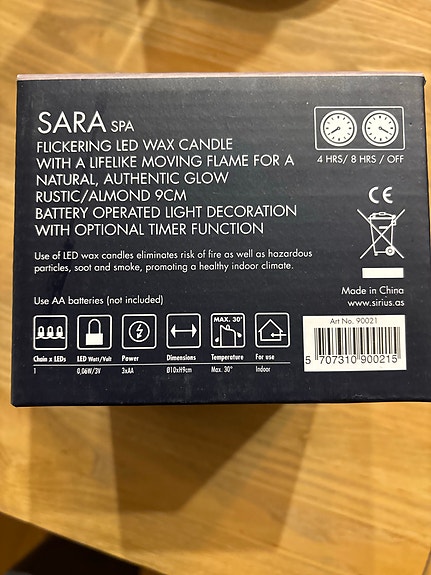 SARA SPA
FLICKERING LED WAX CANDLE
WITH A LIFELIKE MOVING FLAME FOR A
NATURAL, AUTHENTIC GLOW
RUSTIC/ALMOND 9CM
BATTERY OPERATED LIGHT DECORATION
WITH OPTIONAL TIMER FUNCTION
4 HRS/ 8 HRS / OFF
CE
Use of LED wax candles eliminates risk of fire as well as hazardous
particles, soot and smoke, promoting a healthy indoor climate.
Use AA batteries (not included)
Made in China
www.sirius.as
Art No. 90021
MAX. 30°
Chain x LEDs LED Watt/Volt Power Dimensions Temperature For use
1 0,06W/3V 2xAA Ø10xH9cm Max. 30° Indoor
5 707310 900215